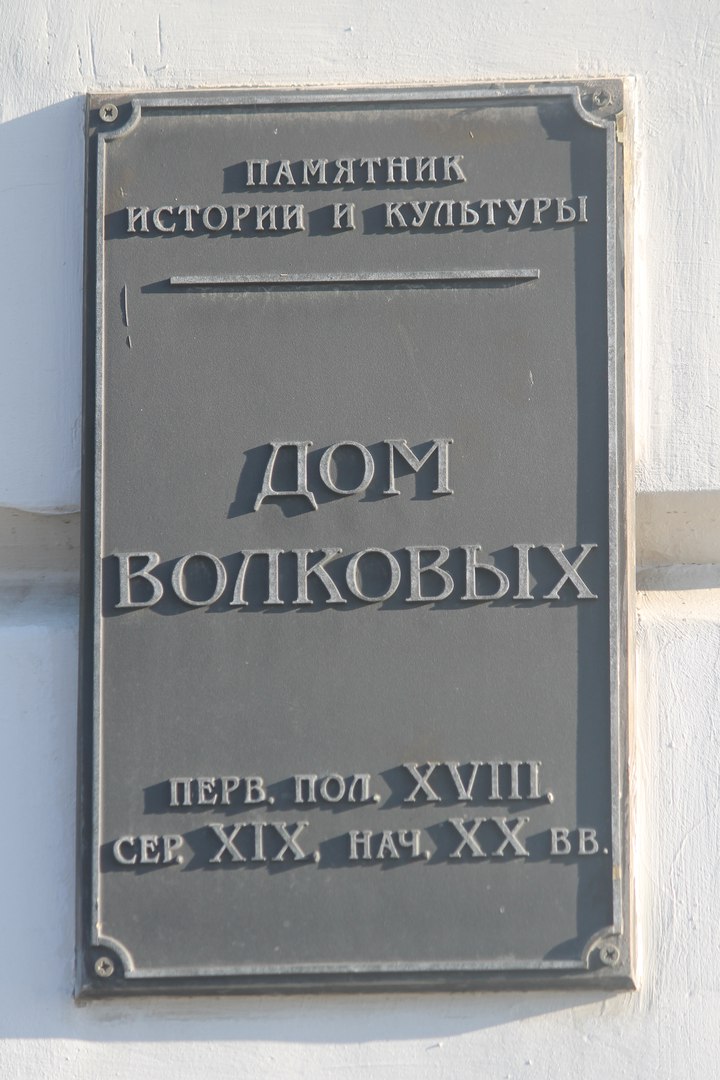 ПАМЯТНИК
ИСТОРИИ И КУЛЬТУРЫ
ДОМ
ВОЛКОВЫХ
ПЕРВ. ПОЛ. XVIII,
СЕР. XIX, НАЧ. XX ВВ.